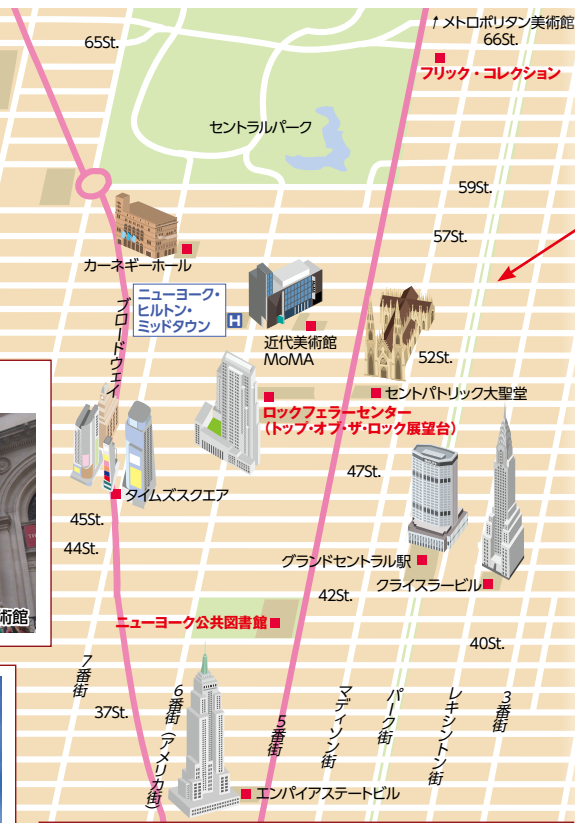 ↑メトロポリタン美術館
65St.
66St.
フリック・コレクション
セントラルパーク
59St.
57St.
カーネギーホール
ブロードウェイ
ニューヨーク・
ヒルトン・
ミッドタウン
H
近代美術館
MoMA
52St.
セントパトリック大聖堂
ロックフェラーセンター
(トップ・オブ・ザ・ロック展望台)
47St.
タイムズスクエア
45St.
44St.
グランドセントラル駅
クライスラービル
42St.
術館
ニューヨーク公共図書館
40St.
7番街
37St.
6番街(アメリカ街)
5番街
マディソン街
パーク街
レキシントン街
3番街
エンパイアステートビル